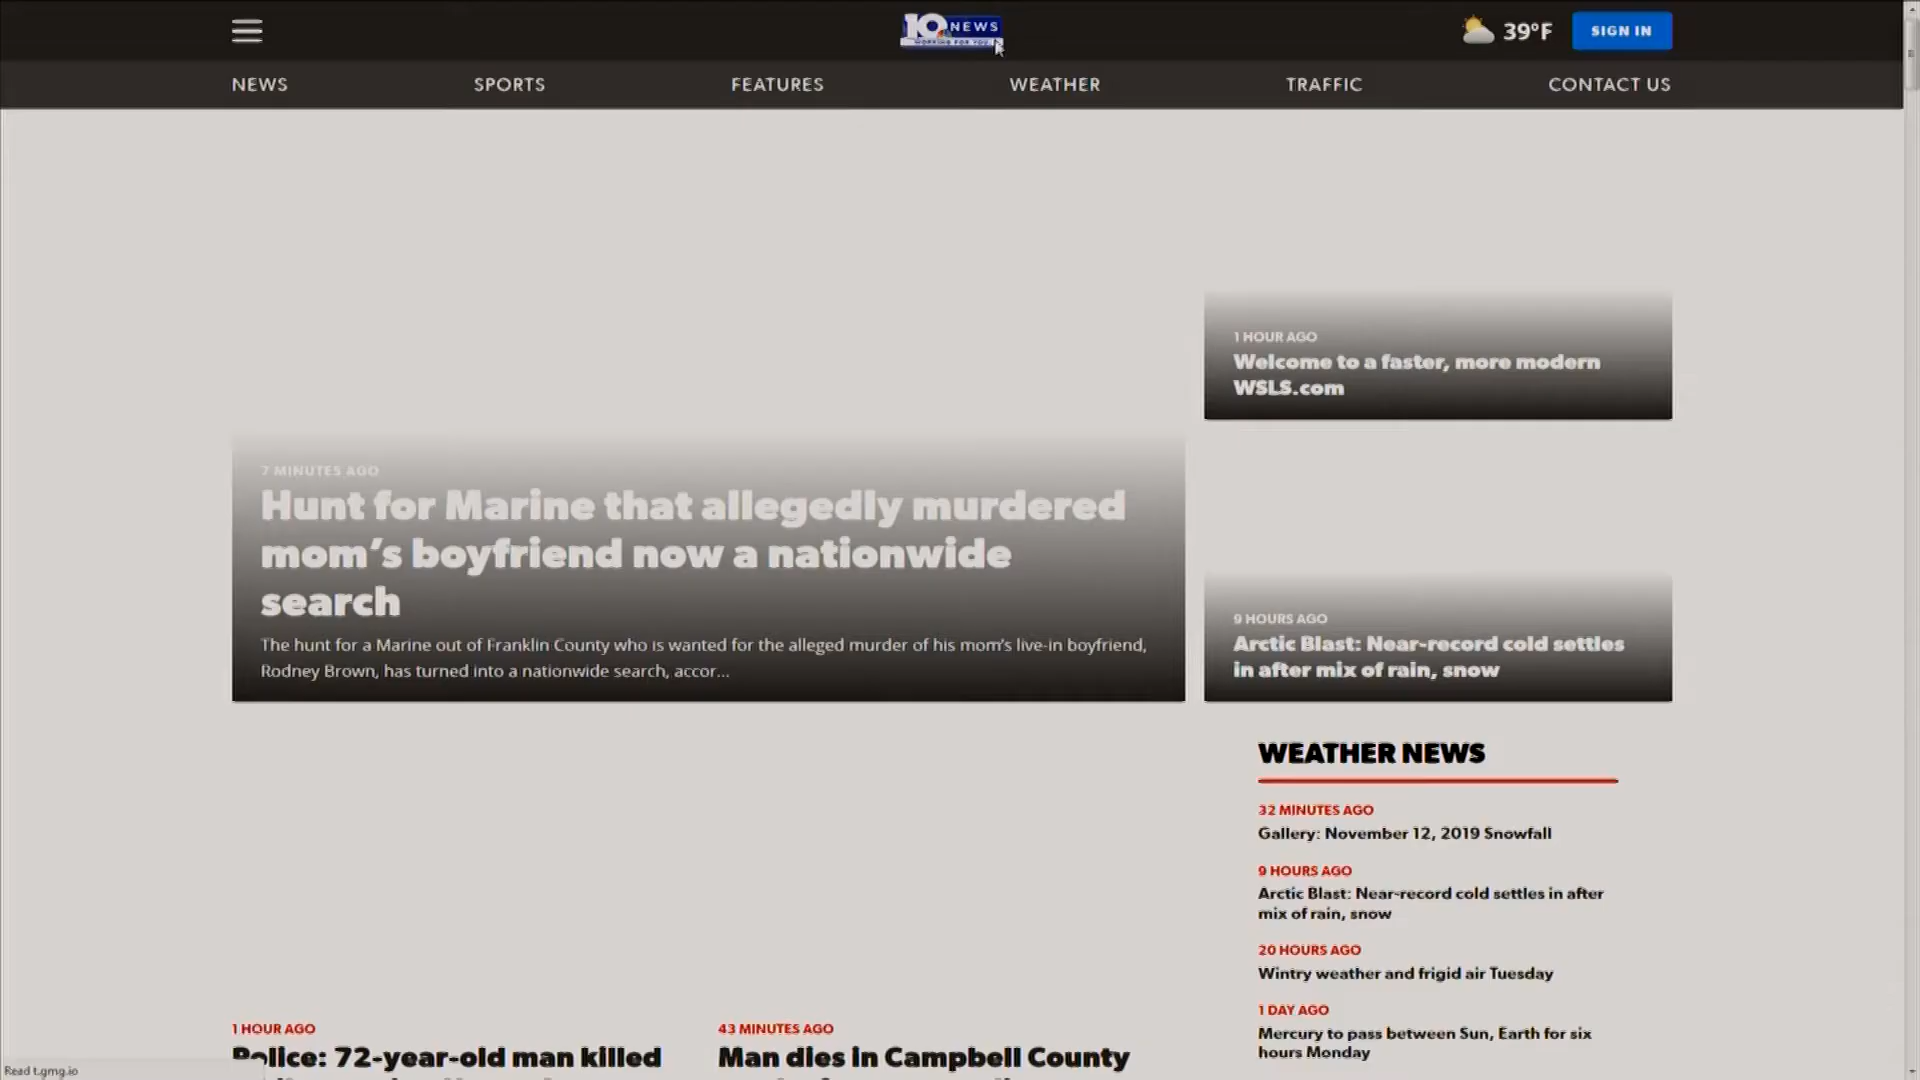 10 NEWS
WORKING FOR YOU.
39°F
SIGN IN
NEWS
SPORTS
FEATURES
WEATHER
TRAFFIC
CONTACT US
7 MINUTES AGO
Hunt for Marine that allegedly murdered
mom's boyfriend now a nationwide
search
The hunt for a Marine out of Franklin County who is wanted for the alleged murder of his mom's live-in boyfriend,
Rodney Brown, has turned into a nationwide search, accor...
1 HOUR AGO
Welcome to a faster, more modern
WSLS.com
9 HOURS AGO
Arctic Blast: Near-record cold settles
in after mix of rain, snow
WEATHER NEWS
32 MINUTES AGO
Gallery: November 12, 2019 Snowfall
9 HOURS AGO
Arctic Blast: Near-record cold settles in after
mix of rain, snow
20 HOURS AGO
Wintry weather and frigid air Tuesday
1 DAY AGO
Mercury to pass between Sun, Earth for six
hours Monday
1 HOUR AGO
Police: 72-year-old man killed
43 MINUTES AGO
Man dies in Campbell County
Read t.gmg.io